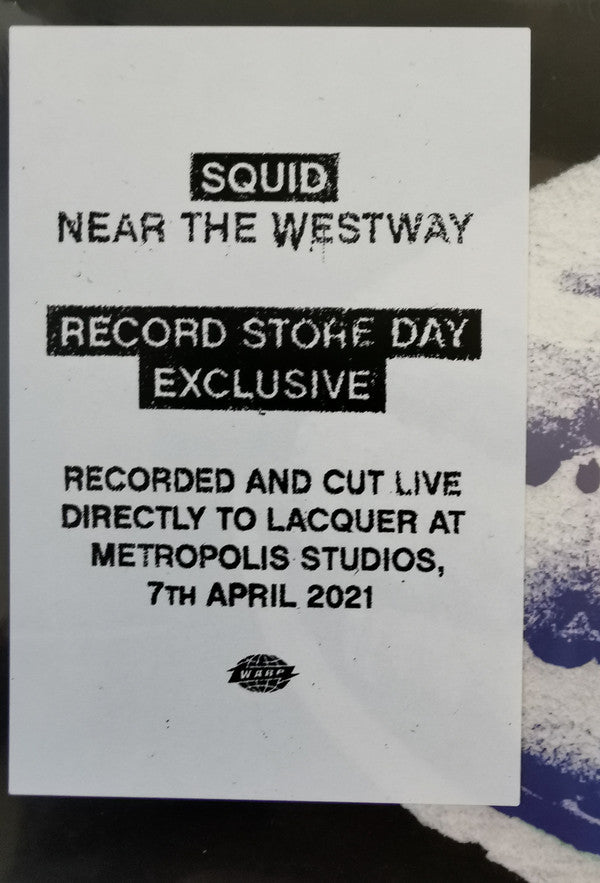 SQUID
NEAR THE WESTWAY
RECORD STORE DAY
EXCLUSIVE
RECORDED AND CUT LIVE
DIRECTLY TO LACQUER AT
METROPOLIS STUDIOS,
7TH APRIL 2021
WARP